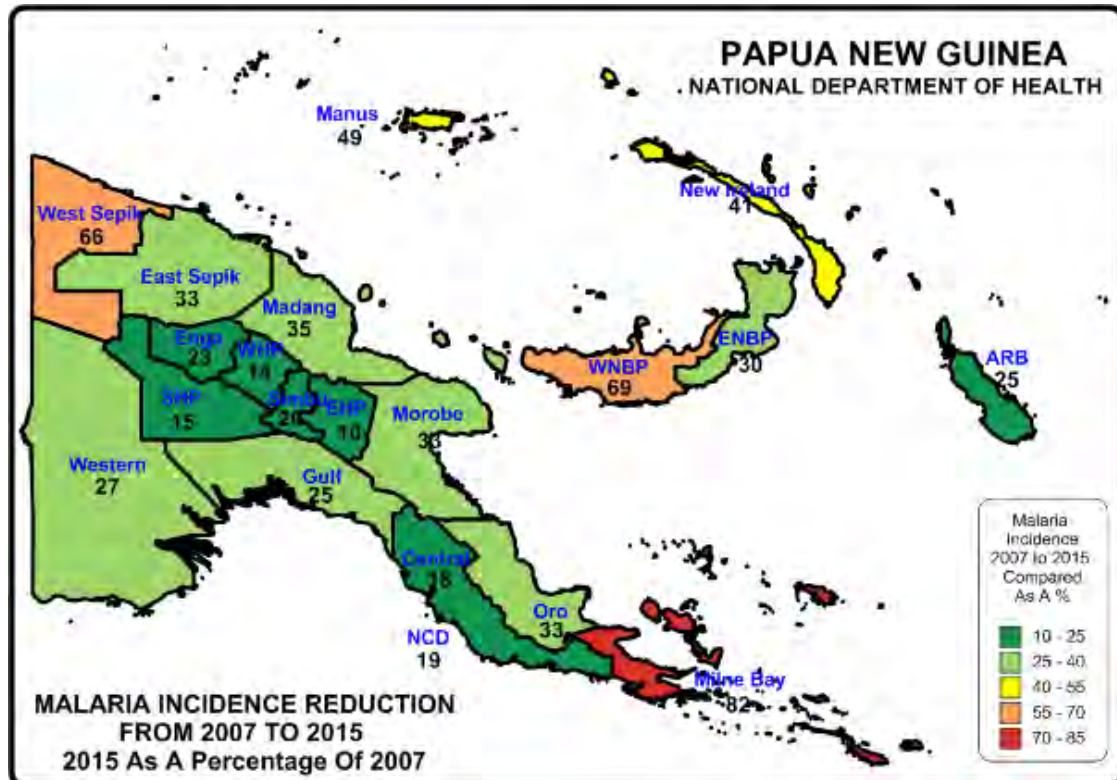 PAPUA NEW GUINEA
NATIONAL DEPARTMENT OF HEALTH
Manus
49
New Ireland
41
West Sepik
66
East Sepik
33
Madang
35
Enga
23
WHP
14
SHP
15
Simbu
EHP
10
Morobe
33
WNBP
69
ENBP
30
ARB
25
Western
27
Gulf
25
Central
18
Oro
33
NCD
19
Milne Bay
82
Malaria
Incidence
2007 to 2015
Compared
As A %
10 - 25
25 - 40
40 - 55
55 - 70
70 - 85
MALARIA INCIDENCE REDUCTION
FROM 2007 TO 2015
2015 As A Percentage Of 2007